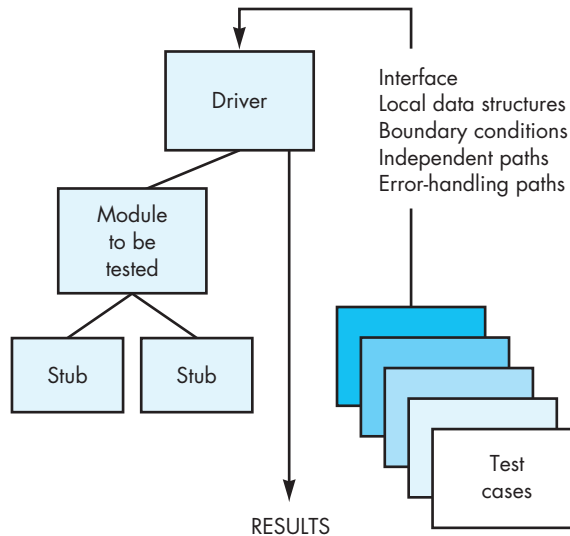 Driver
Interface
Local data structures
Boundary conditions
Independent paths
Error-handling paths
Module
to be
tested
Stub
Stub
Test
cases
RESULTS